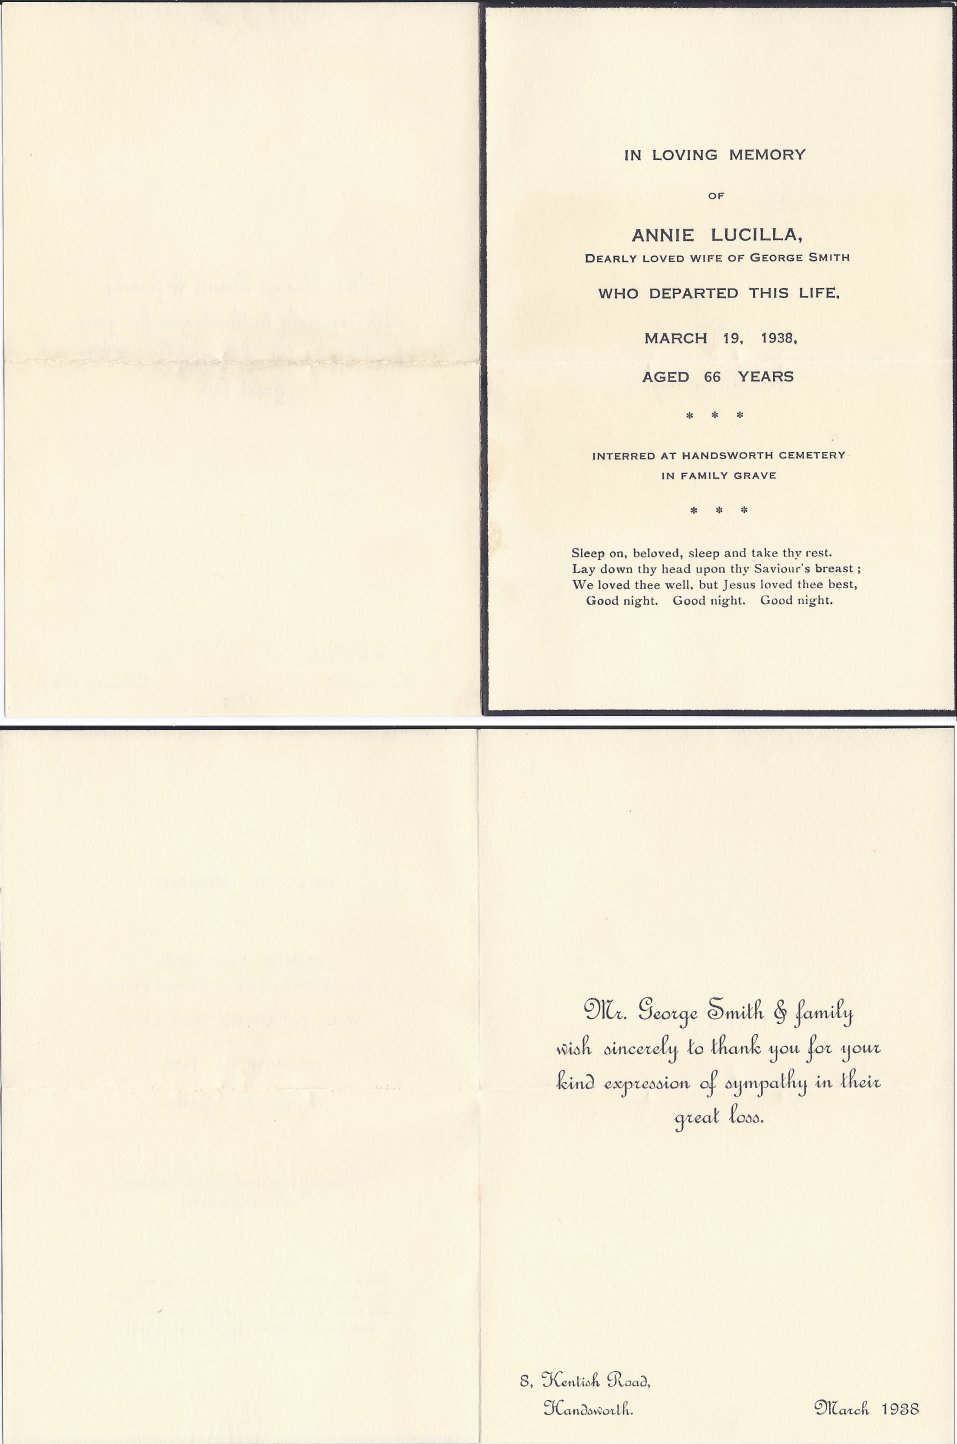 IN LOVING MEMORY
OF
ANNIE LUCILLA,
DEARLY LOVED WIFE OF GEORGE SMITH
WHO DEPARTED THIS LIFE,
MARCH 19, 1938,
AGED 66 YEARS
* * *
INTERRED AT HANDSWORTH CEMETERY
IN FAMILY GRAVE
* * *
Sleep on, beloved, sleep and take thy rest.
Lay down thy head upon thy Saviour's breast ;
We loved thee well, but Jesus loved thee best,
Good night. Good night. Good night.
Mr. George Smith & family
wish sincerely to thank you for your
kind expression of sympathy in their
great loss.
8, Kentish Road,
Handsworth.
March 1938